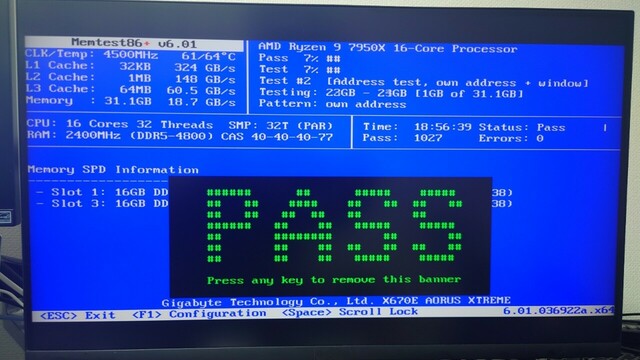 Memtest86+ v6.01
AMD Ryzen 9 7950X 16-Core Processor
CLK/Temp: 4500MHz 61/64°C
Pass 7% ##
L1 Cache: 32KB 324 GB/s
Test 7% ##
L2 Cache: 1MB 148 GB/s
Test #2 [Address test, own address + window]
L3 Cache: 64MB 60.5 GB/s
Testing: 23GB - 24GB [1GB of 31.1GB]
Memory : 31.1GB 18.7 GB/s
Pattern: own address
CPU: 16 Cores 32 Threads SMP: 32T (PAR)
Time: 18:56:39 Status: Pass |
RAM: 2400MHz (DDR5-4800) CAS 40-40-40-77
Pass: 1027 Errors: 0
Memory SPD Information
- Slot 1: 16GB DD 38)
- Slot 3: 16GB DD 38)
PASS
Press any key to remove this banner
Gigabyte Technology Co., Ltd. X670E AORUS XTREME
<ESC> Exit <F1> Configuration <Space> Scroll Lock 6.01.036922a.x64